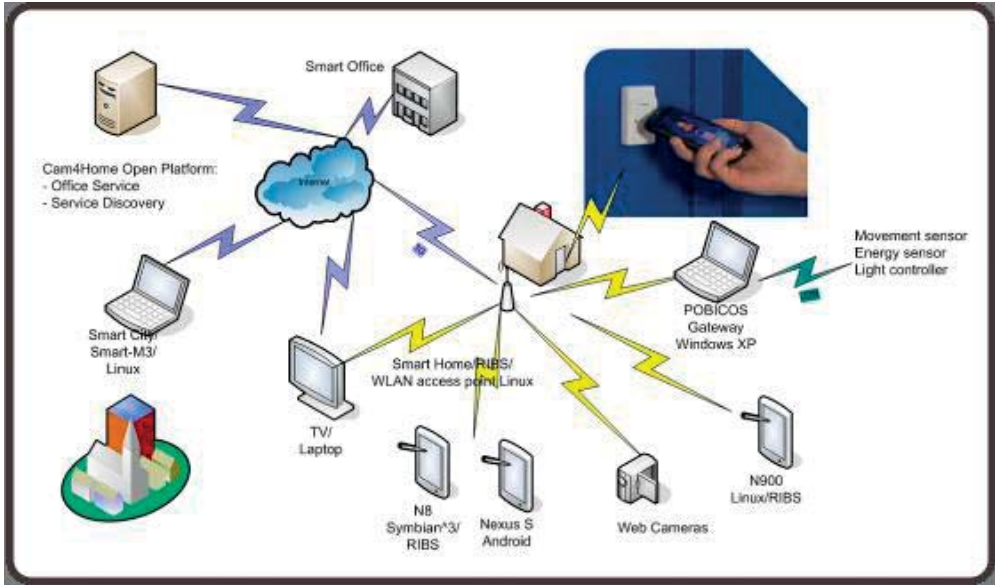 Smart Office
Cam4Home Open Platform:
- Office Service
- Service Discovery
Internet
Movement sensor
Energy sensor
Light controller
POBICOS
Gateway
Windows XP
Smart City/
Smart-M3/
Linux
Smart Home/RIBS/
WLAN access point Linux
TV/
Laptop
N8
Symbian^3/
RIBS
Nexus S
Android
Web Cameras
N900
Linux/RIBS